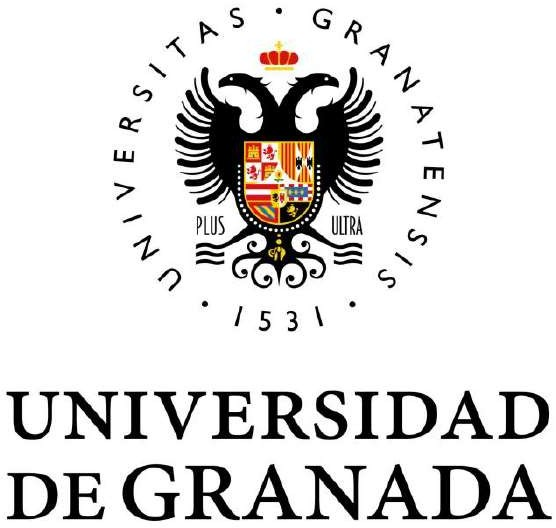 · UNIVERSITAS · GRANATENSIS ·
PLUS ULTRA
1531
UNIVERSIDAD
DE GRANADA